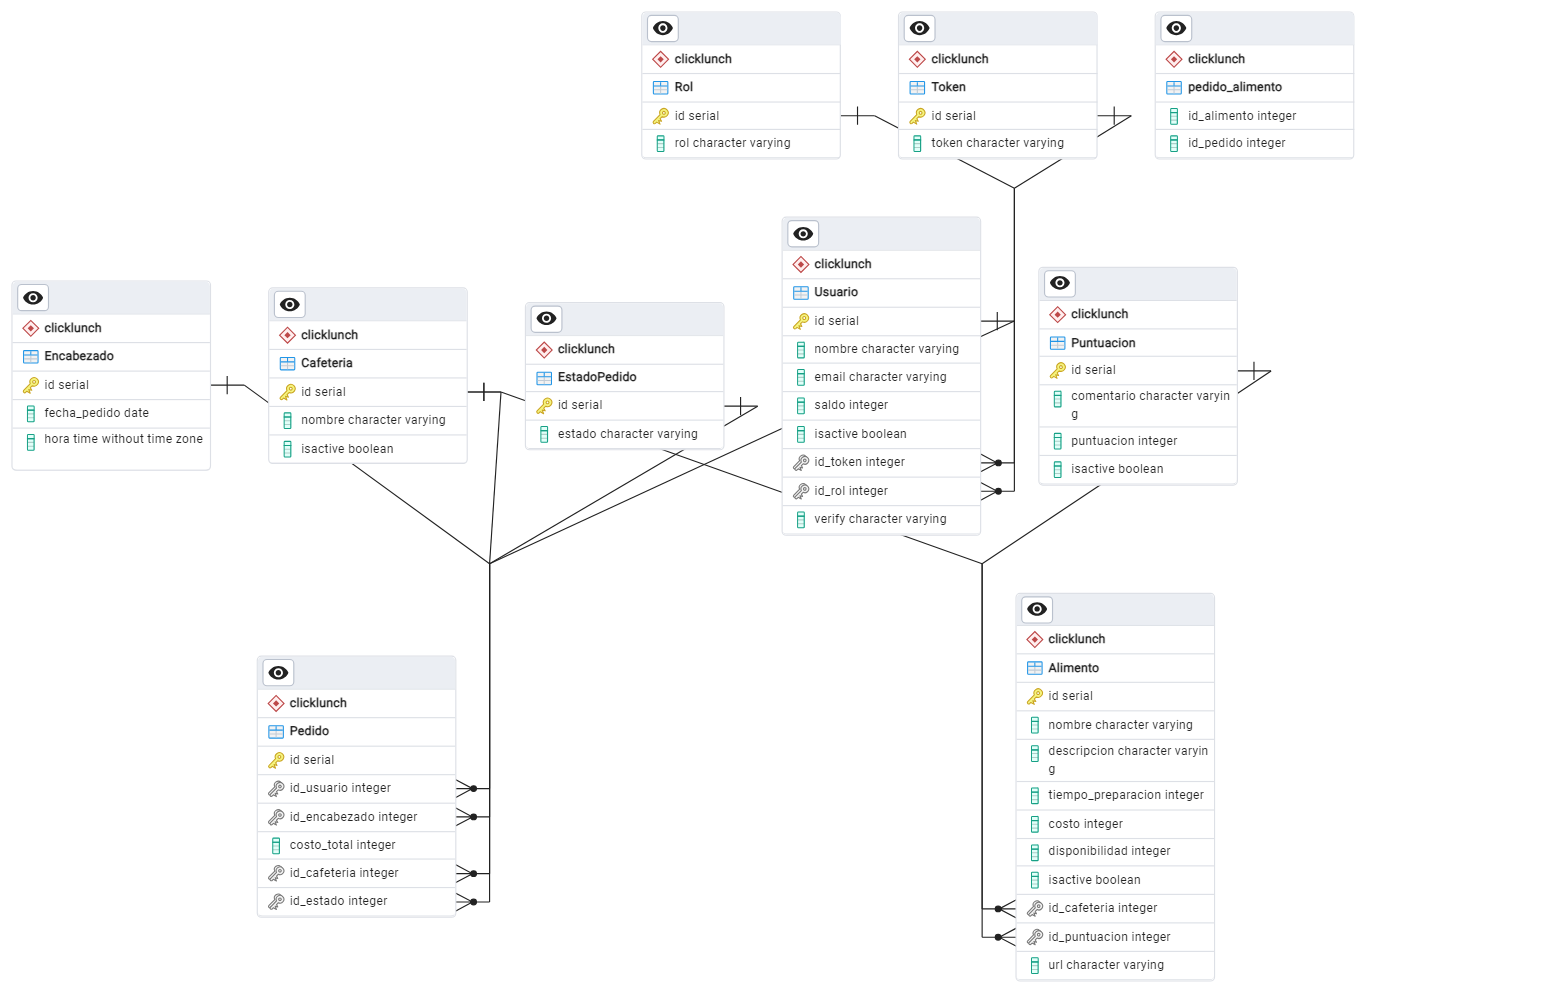 clicklunch
Rol
id serial
rol character varying
clicklunch
Token
id serial
token character varying
clicklunch
pedido_alimento
id_alimento integer
id_pedido integer
clicklunch
Encabezado
id serial
fecha_pedido date
hora time without time zone
clicklunch
Cafeteria
id serial
nombre character varying
isactive boolean
clicklunch
EstadoPedido
id serial
estado character varying
clicklunch
Usuario
id serial
nombre character varying
email character varying
saldo integer
isactive boolean
id_token integer
id_rol integer
verify character varying
clicklunch
Puntuacion
id serial
comentario character varyin
g
puntuacion integer
isactive boolean
clicklunch
Pedido
id serial
id_usuario integer
id_encabezado integer
costo_total integer
id_cafeteria integer
id_estado integer
clicklunch
Alimento
id serial
nombre character varying
descripcion character varyin
g
tiempo_preparacion integer
costo integer
disponibilidad integer
isactive boolean
id_cafeteria integer
id_puntuacion integer
url character varying